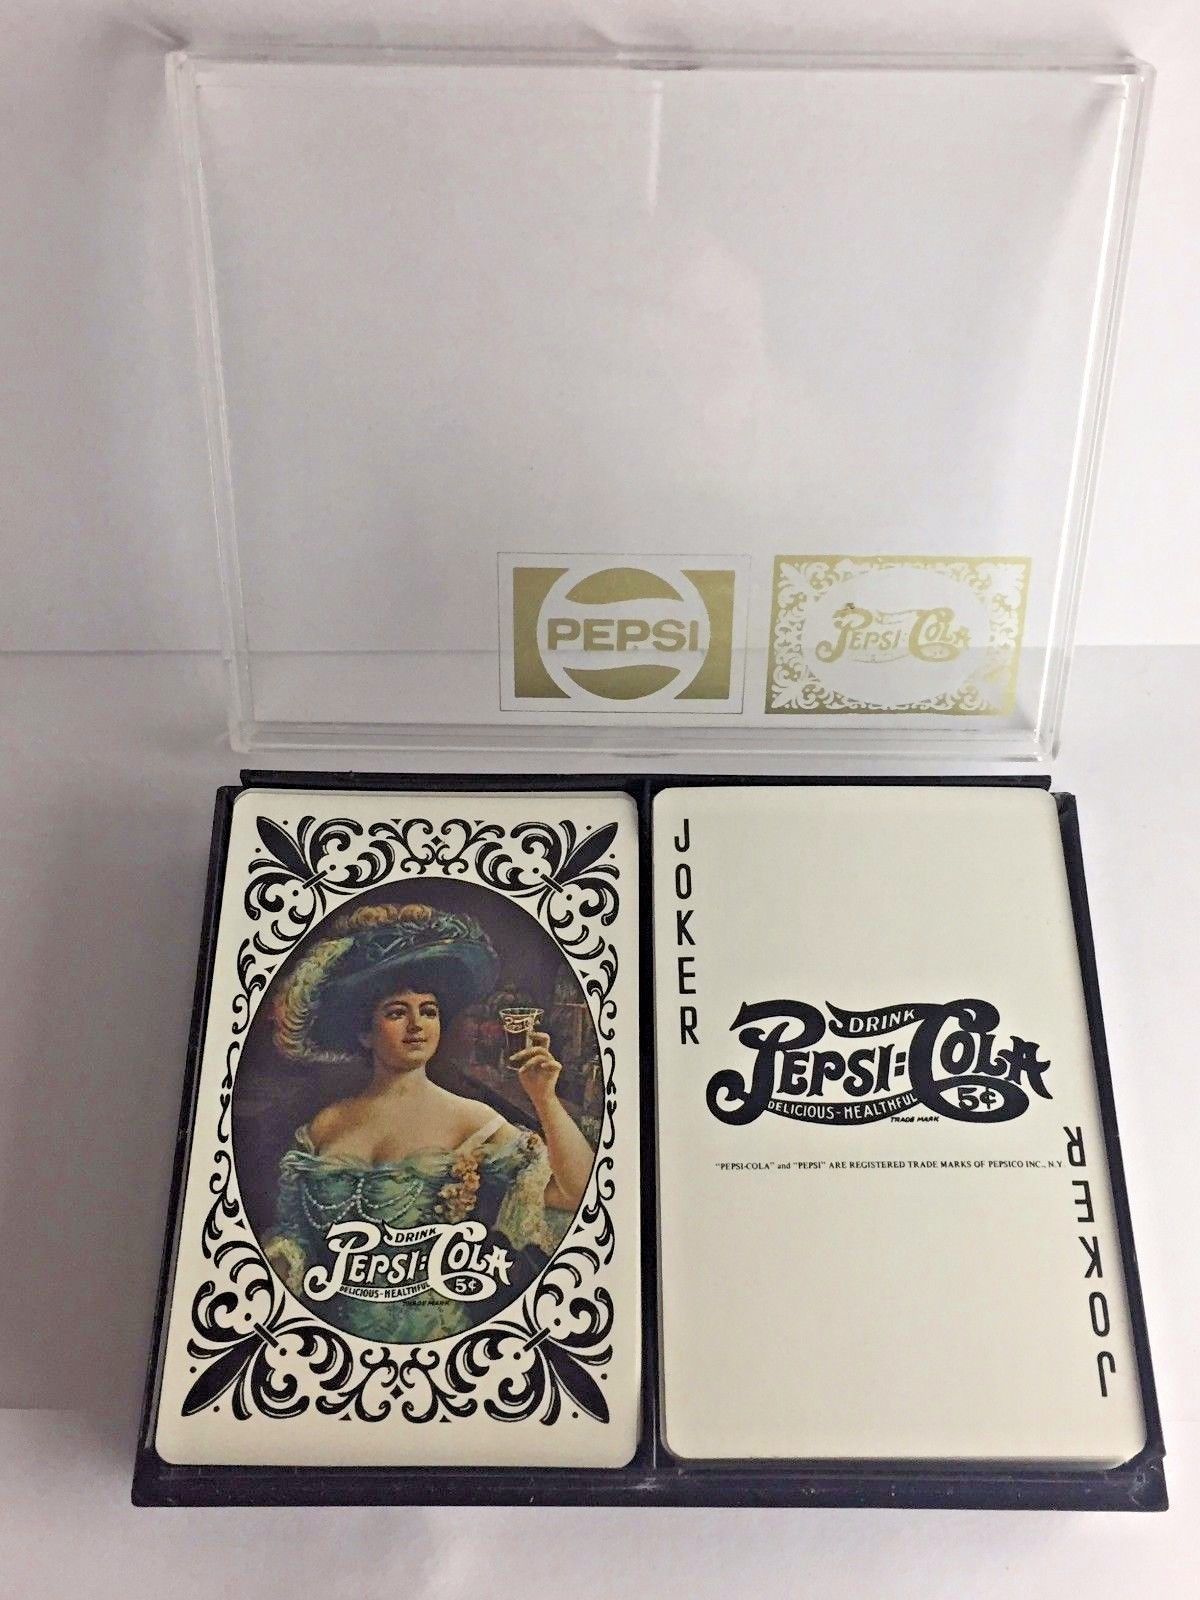 PEPSI
PEPSI-COLA
DRINK
PEPSI-COLA
DELICIOUS-HEALTHFUL 5¢
TRADE MARK
JOKER
DRINK
PEPSI-COLA
DELICIOUS-HEALTHFUL 5¢
TRADE MARK
"PEPSI-COLA" and "PEPSI" ARE REGISTERED TRADE MARKS OF PEPSICO INC., N.Y
JOKER